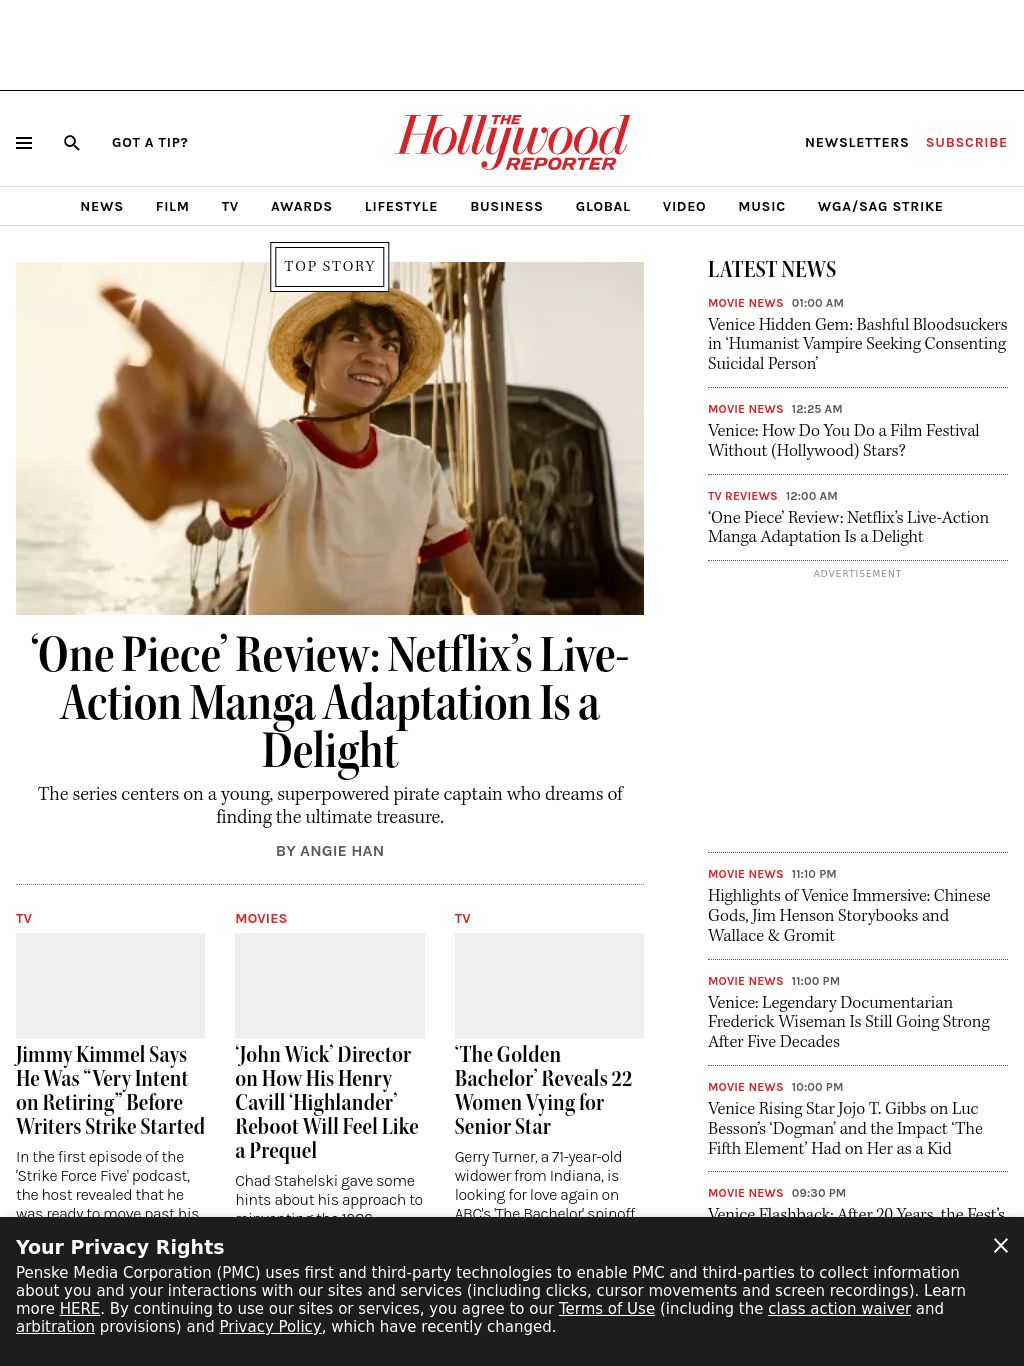 GOT A TIP?
THE
Hollywood
REPORTER
NEWSLETTERS SUBSCRIBE
NEWS FILM TV AWARDS LIFESTYLE BUSINESS GLOBAL VIDEO MUSIC WGA/SAG STRIKE
TOP STORY
‘One Piece’ Review: Netflix’s Live-
Action Manga Adaptation Is a
Delight
The series centers on a young, superpowered pirate captain who dreams of
finding the ultimate treasure.
BY ANGIE HAN
TV
Jimmy Kimmel Says
He Was “Very Intent
on Retiring” Before
Writers Strike Started
In the first episode of the
'Strike Force Five' podcast,
the host revealed that he
was ready to move past his
MOVIES
‘John Wick’ Director
on How His Henry
Cavill ‘Highlander’
Reboot Will Feel Like
a Prequel
Chad Stahelski gave some
hints about his approach to
reinventing the 1986
TV
‘The Golden
Bachelor’ Reveals 22
Women Vying for
Senior Star
Gerry Turner, a 71-year-old
widower from Indiana, is
looking for love again on
ABC's 'The Bachelor' spinoff
LATEST NEWS
MOVIE NEWS 01:00 AM
Venice Hidden Gem: Bashful Bloodsuckers
in ‘Humanist Vampire Seeking Consenting
Suicidal Person’
MOVIE NEWS 12:25 AM
Venice: How Do You Do a Film Festival
Without (Hollywood) Stars?
TV REVIEWS 12:00 AM
‘One Piece’ Review: Netflix’s Live-Action
Manga Adaptation Is a Delight
ADVERTISEMENT
MOVIE NEWS 11:10 PM
Highlights of Venice Immersive: Chinese
Gods, Jim Henson Storybooks and
Wallace & Gromit
MOVIE NEWS 11:00 PM
Venice: Legendary Documentarian
Frederick Wiseman Is Still Going Strong
After Five Decades
MOVIE NEWS 10:00 PM
Venice Rising Star Jojo T. Gibbs on Luc
Besson’s ‘Dogman’ and the Impact ‘The
Fifth Element’ Had on Her as a Kid
MOVIE NEWS 09:30 PM
Venice Flashback: After 20 Years, the Fest’s
Your Privacy Rights
Penske Media Corporation (PMC) uses first and third-party technologies to enable PMC and third-parties to collect information
about you and your interactions with our sites and services (including clicks, cursor movements and screen recordings). Learn
more HERE. By continuing to use our sites or services, you agree to our Terms of Use (including the class action waiver and
arbitration provisions) and Privacy Policy, which have recently changed.